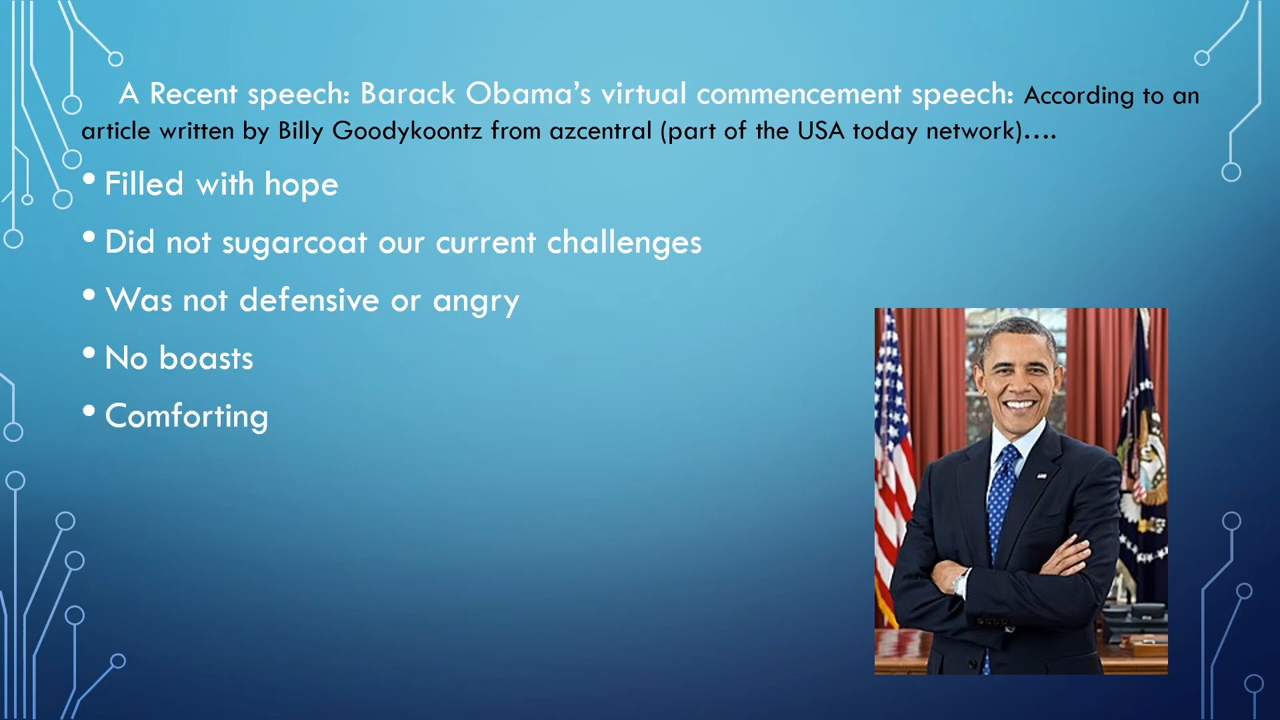 A Recent speech: Barack Obama’s virtual commencement speech: According to an
article written by Billy Goodykoontz from azcentral (part of the USA today network)….
• Filled with hope
• Did not sugarcoat our current challenges
• Was not defensive or angry
• No boasts
• Comforting